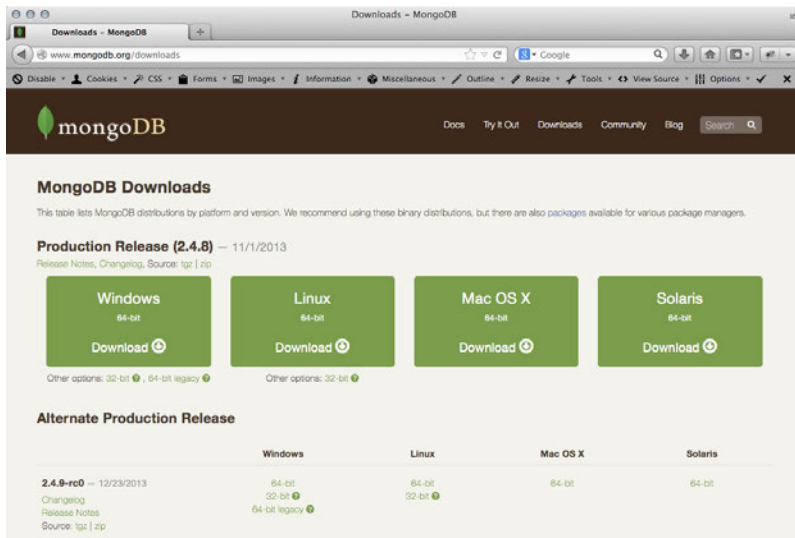 Downloads – MongoDB
Downloads – MongoDB +
www.mongodb.org/downloads Google
Disable Cookies CSS Forms Images Information Miscellaneous Outline Resize Tools View Source Options
mongoDB Docs Try It Out Downloads Community Blog Search
MongoDB Downloads
This table lists MongoDB distributions by platform and version. We recommend using these binary distributions, but there are also packages available for various package managers.
Production Release (2.4.8) — 11/1/2013
Release Notes, Changelog, Source: tgz | zip
Windows Linux Mac OS X Solaris
64-bit 64-bit 64-bit 64-bit
Download Download Download Download
Other options: 32-bit , 64-bit legacy Other options: 32-bit
Alternate Production Release
Windows Linux Mac OS X Solaris
2.4.9-rc0 — 12/23/2013 64-bit 64-bit 64-bit 64-bit
Changelog 32-bit 32-bit
Release Notes 64-bit legacy
Source: tgz | zip